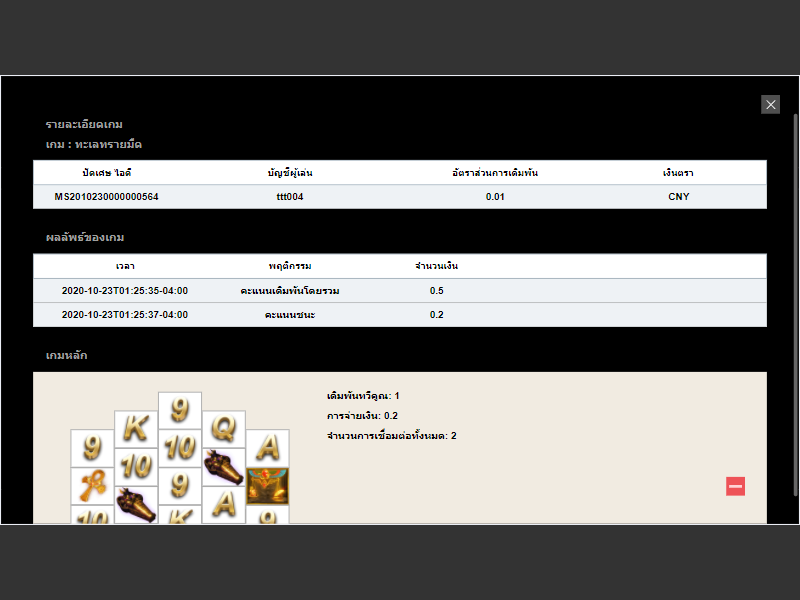 รายละเอียดเกม
เกม : ทะเลทรายมืด
ปัดเศษ ไอดี บัญชีผู้เล่น อัตราส่วนการเดิมพัน เงินตรา
MS2010230000000564 ttt004 0.01 CNY
ผลลัพธ์ของเกม
เวลา พฤติกรรม จำนวนเงิน
2020-10-23T01:25:35-04:00 คะแนนเดิมพันโดยรวม 0.5
2020-10-23T01:25:37-04:00 คะแนนชนะ 0.2
เกมหลัก
เดิมพันทวีคูณ: 1
การจ่ายเงิน: 0.2
จำนวนการเชื่อมต่อทั้งหมด: 2
9
K Q
9 10 A
10 9
10 K A 9